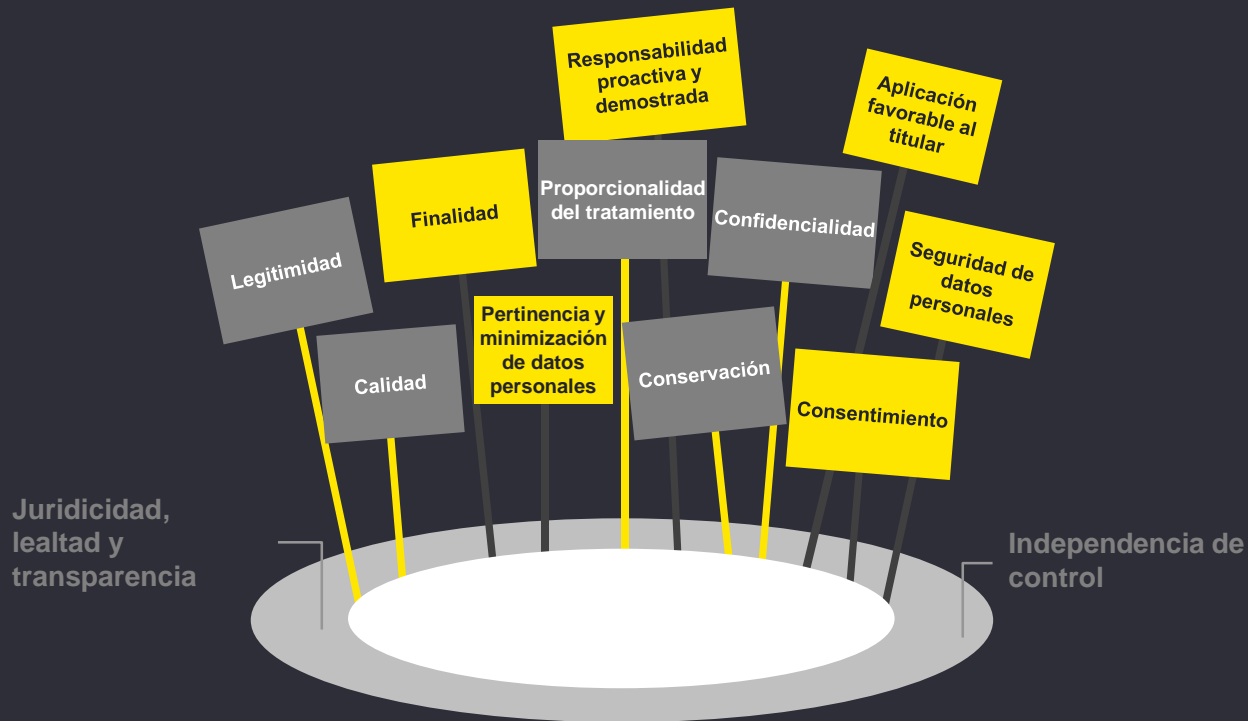 Responsabilidad
proactiva y
demostrada
Aplicación
favorable al
titular
Finalidad
Proporcionalidad
del tratamiento
Confidencialidad
Legitimidad
Seguridad de
datos
personales
Pertinencia y
minimización
de datos
personales
Calidad
Conservación
Consentimiento
Juridicidad,
lealtad y
transparencia
Independencia de
control